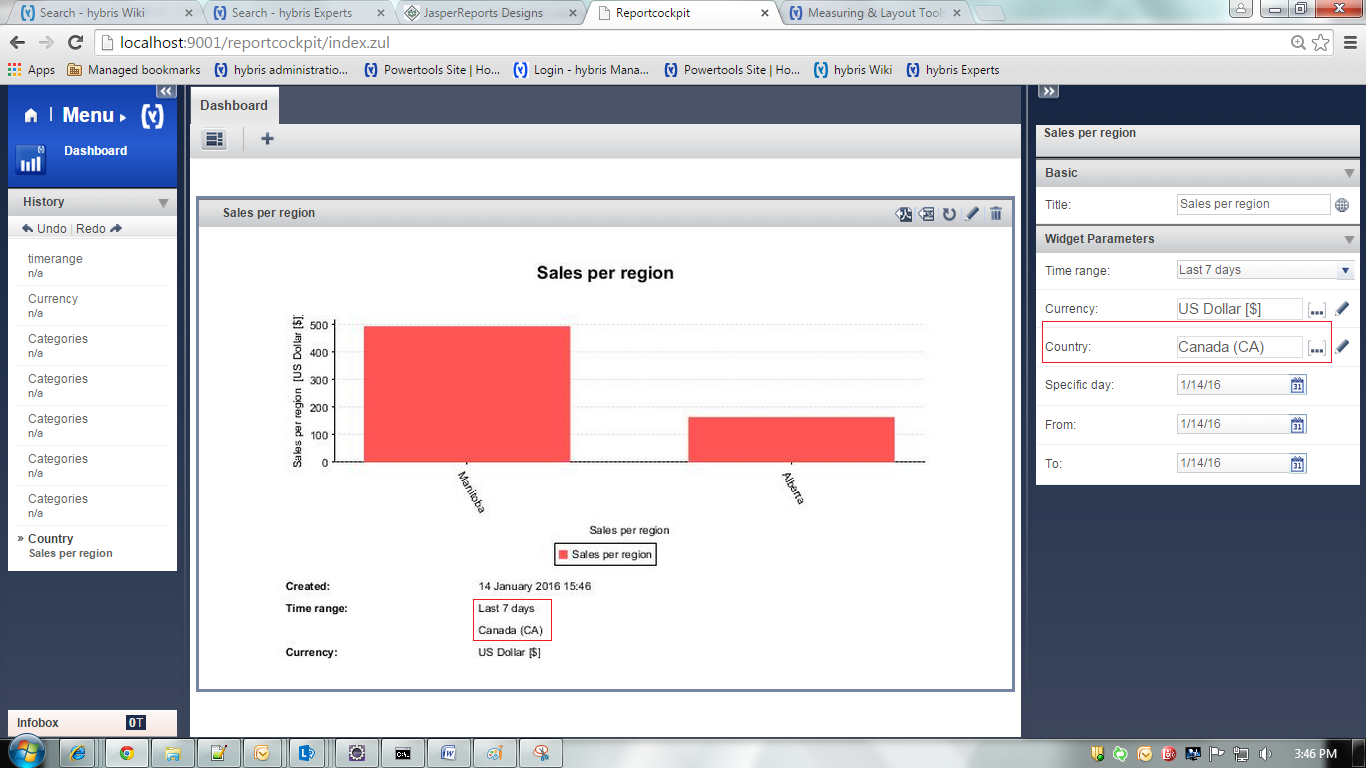 Search - hybris Wiki
Search - hybris Experts
JasperReports Designs
Reportcockpit
Measuring & Layout Tool
localhost:9001/reportcockpit/index.zul
Apps
Managed bookmarks
hybris administratio...
Powertools Site | Ho...
Login - hybris Mana...
Powertools Site | Ho...
hybris Wiki
hybris Experts
Menu
Dashboard
History
Undo | Redo
timerange
n/a
Currency
n/a
Categories
n/a
Categories
n/a
Categories
n/a
Categories
n/a
Categories
n/a
» Country
Sales per region
Infobox
0T
Dashboard
Sales per region
Sales per region
Sales per region [US Dollar [$]]
500
400
300
200
100
0
Manitoba
Alberta
Sales per region
Sales per region
Created: 14 January 2016 15:46
Time range: Last 7 days
Canada (CA)
Currency: US Dollar [$]
Sales per region
Basic
Title: Sales per region
Widget Parameters
Time range: Last 7 days
Currency: US Dollar [$] [...]
Country: Canada (CA) [...]
Specific day: 1/14/16 31
From: 1/14/16 31
To: 1/14/16 31
3:46 PM